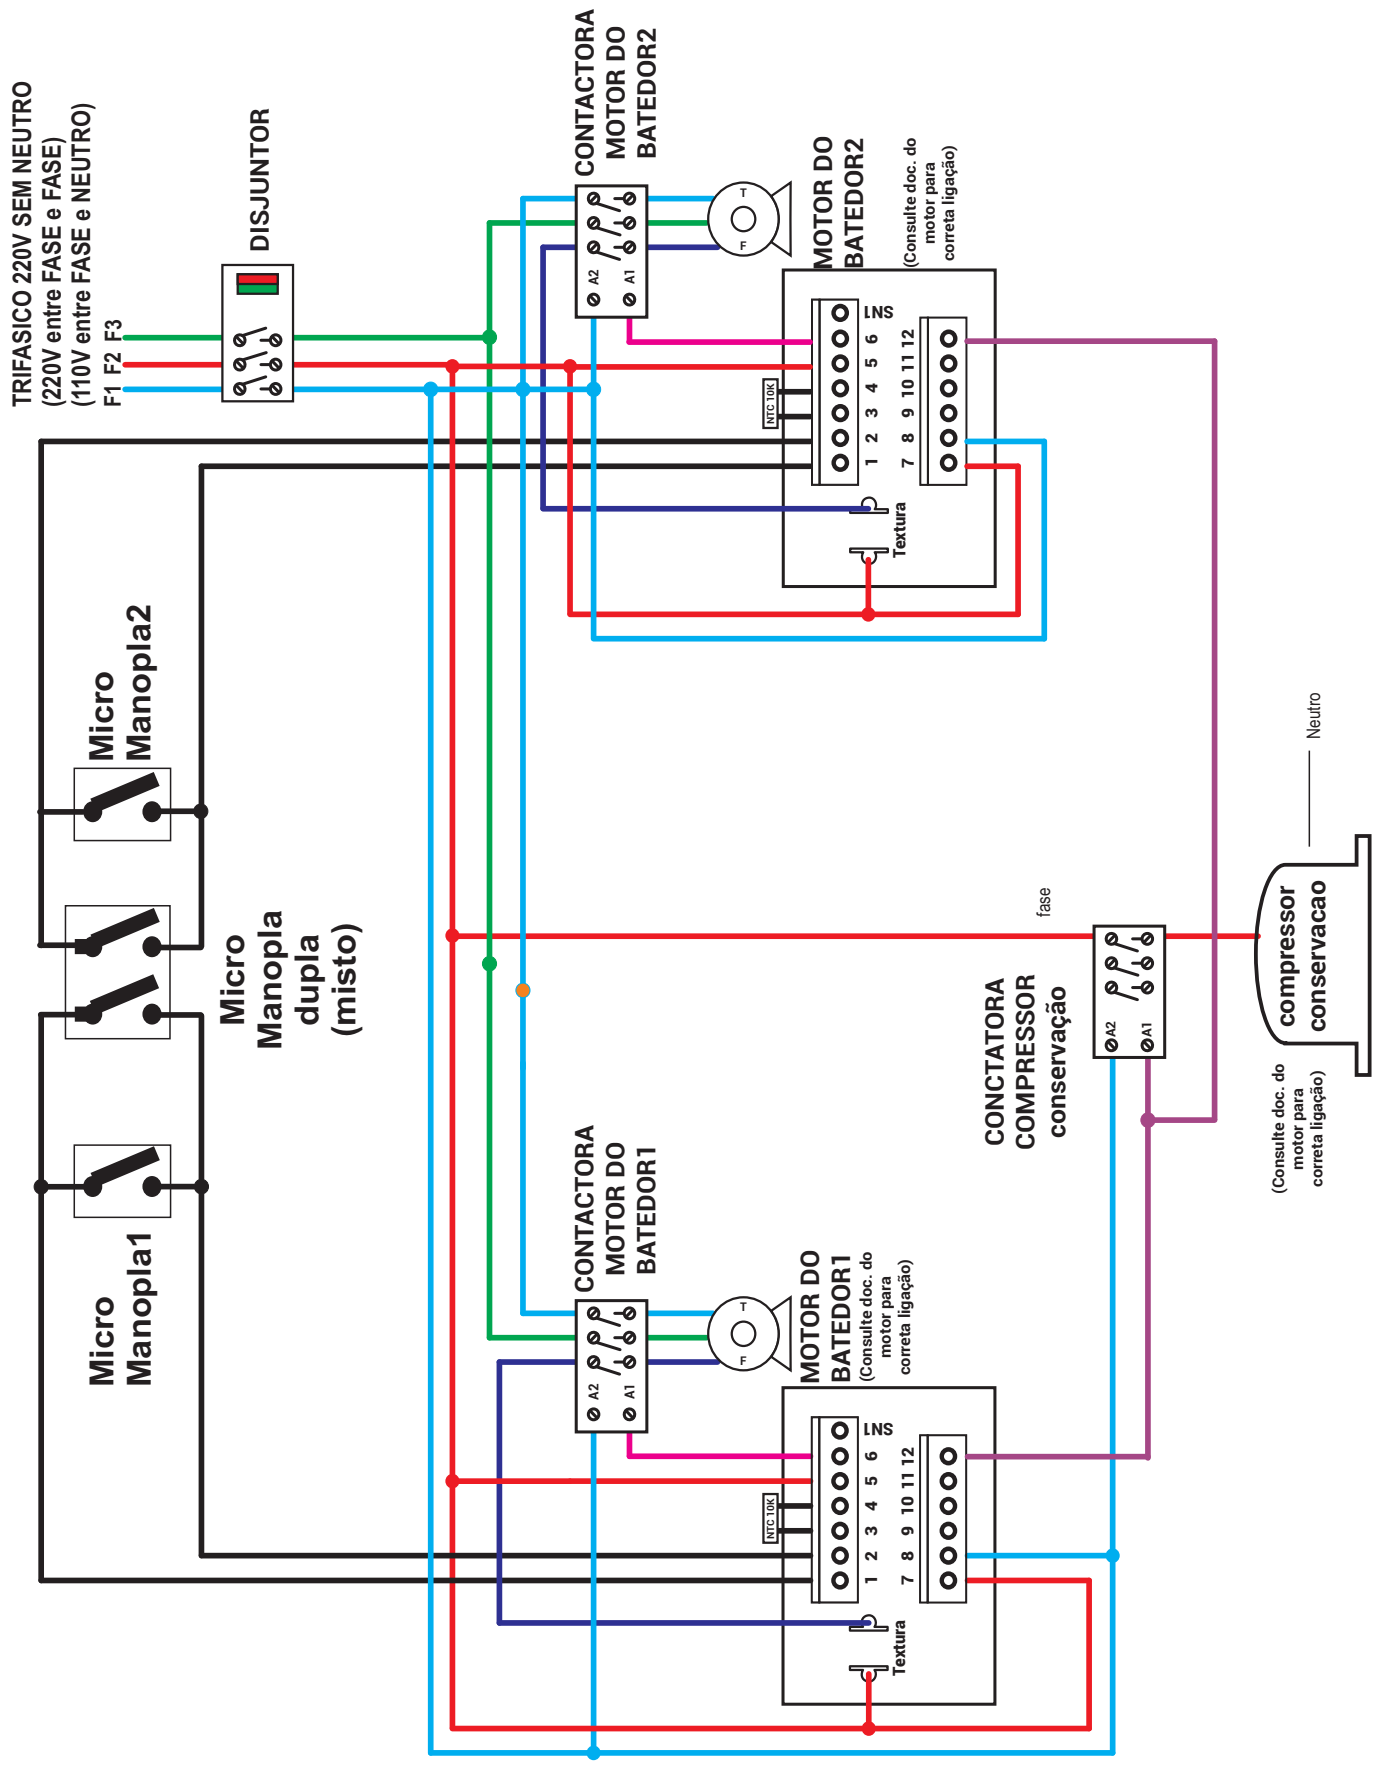 TRIFASICO 220V SEM NEUTRO
(220V entre FASE e FASE)
(110V entre FASE e NEUTRO)
F1 F2 F3
DISJUNTOR
CONTACTORA
MOTOR DO
BATEDOR2
A2
A1
T
F
MOTOR DO
BATEDOR2
(Consulte doc. do
motor para
correta ligação)
NTC 10K
1 2 3 4 5 6 SN1
7 8 9 10 11 12
Textura
Micro
Manopla2
Micro
Manopla
dupla
(misto)
Micro
Manopla1
CONTACTORA
MOTOR DO
BATEDOR1
A2
A1
T
F
MOTOR DO
BATEDOR1
(Consulte doc. do
motor para
correta ligação)
NTC 10K
1 2 3 4 5 6 SN1
7 8 9 10 11 12
Textura
CONCTATORA
COMPRESSOR
conservação
A2
A1
fase
compressor
conservacao
Neutro
(Consulte doc. do
motor para
correta ligação)